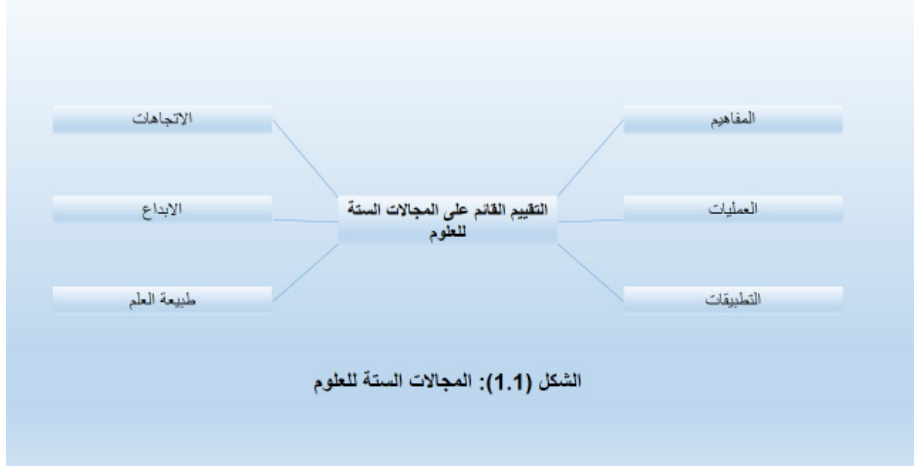 المفاهيم
الاتجاهات
العمليات
التقييم القائم على المجالات الستة
للعلوم
الابداع
التطبيقات
طبيعة العلم
الشكل (1.1): المجالات الستة للعلوم